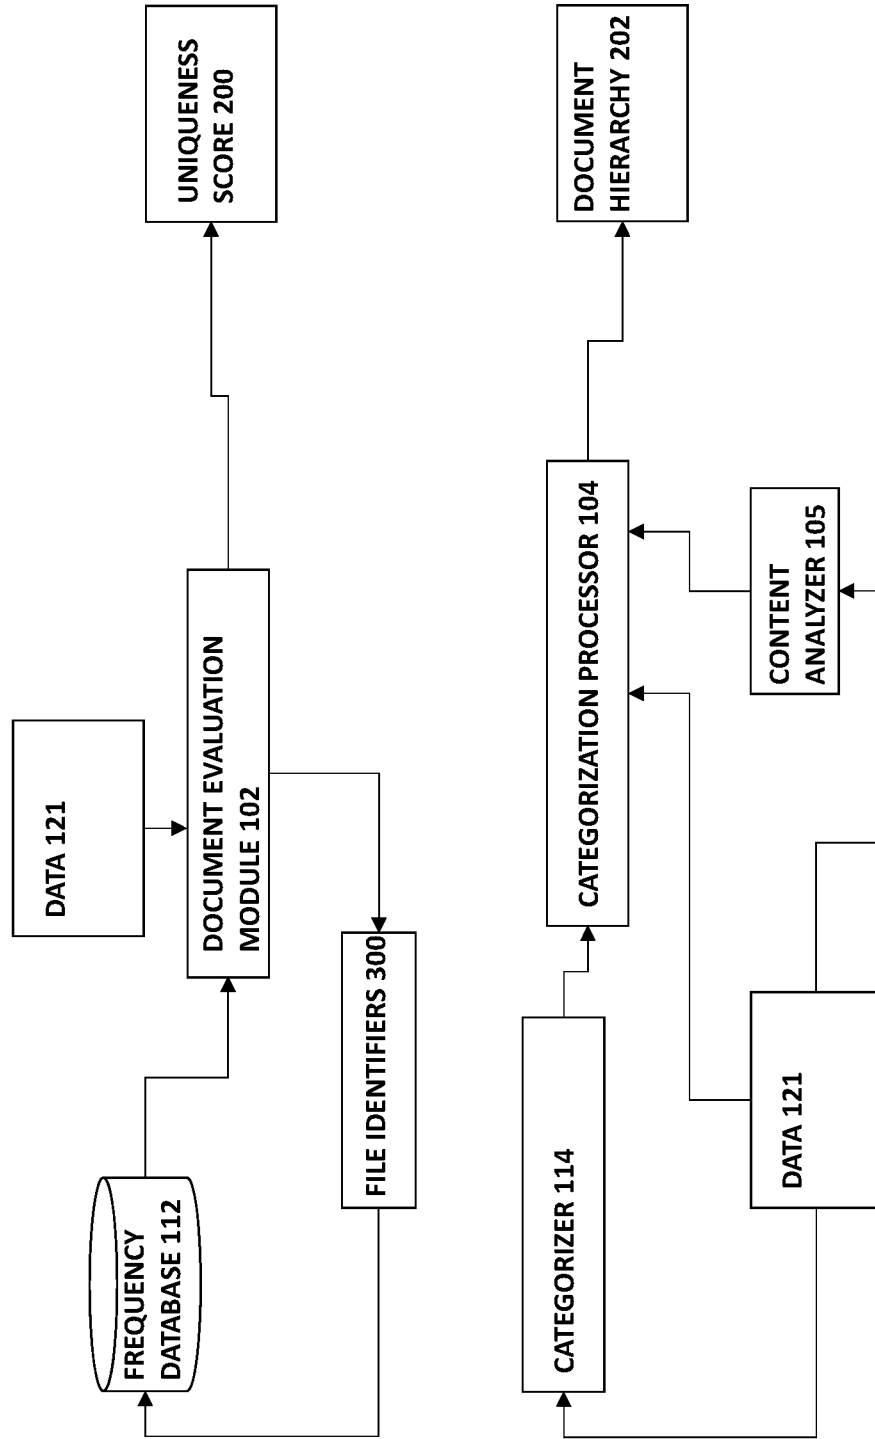 FREQUENCY
DATABASE 112
DATA 121
DOCUMENT EVALUATION
MODULE 102
FILE IDENTIFIERS 300
UNIQUENESS
SCORE 200
CATEGORIZER 114
DATA 121
CATEGORIZATION PROCESSOR 104
CONTENT
ANALYZER 105
DOCUMENT
HIERARCHY 202